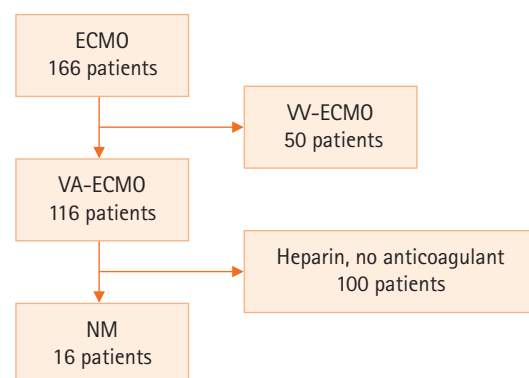 ECMO
166 patients
VV-ECMO
50 patients
VA-ECMO
116 patients
Heparin, no anticoagulant
100 patients
NM
16 patients